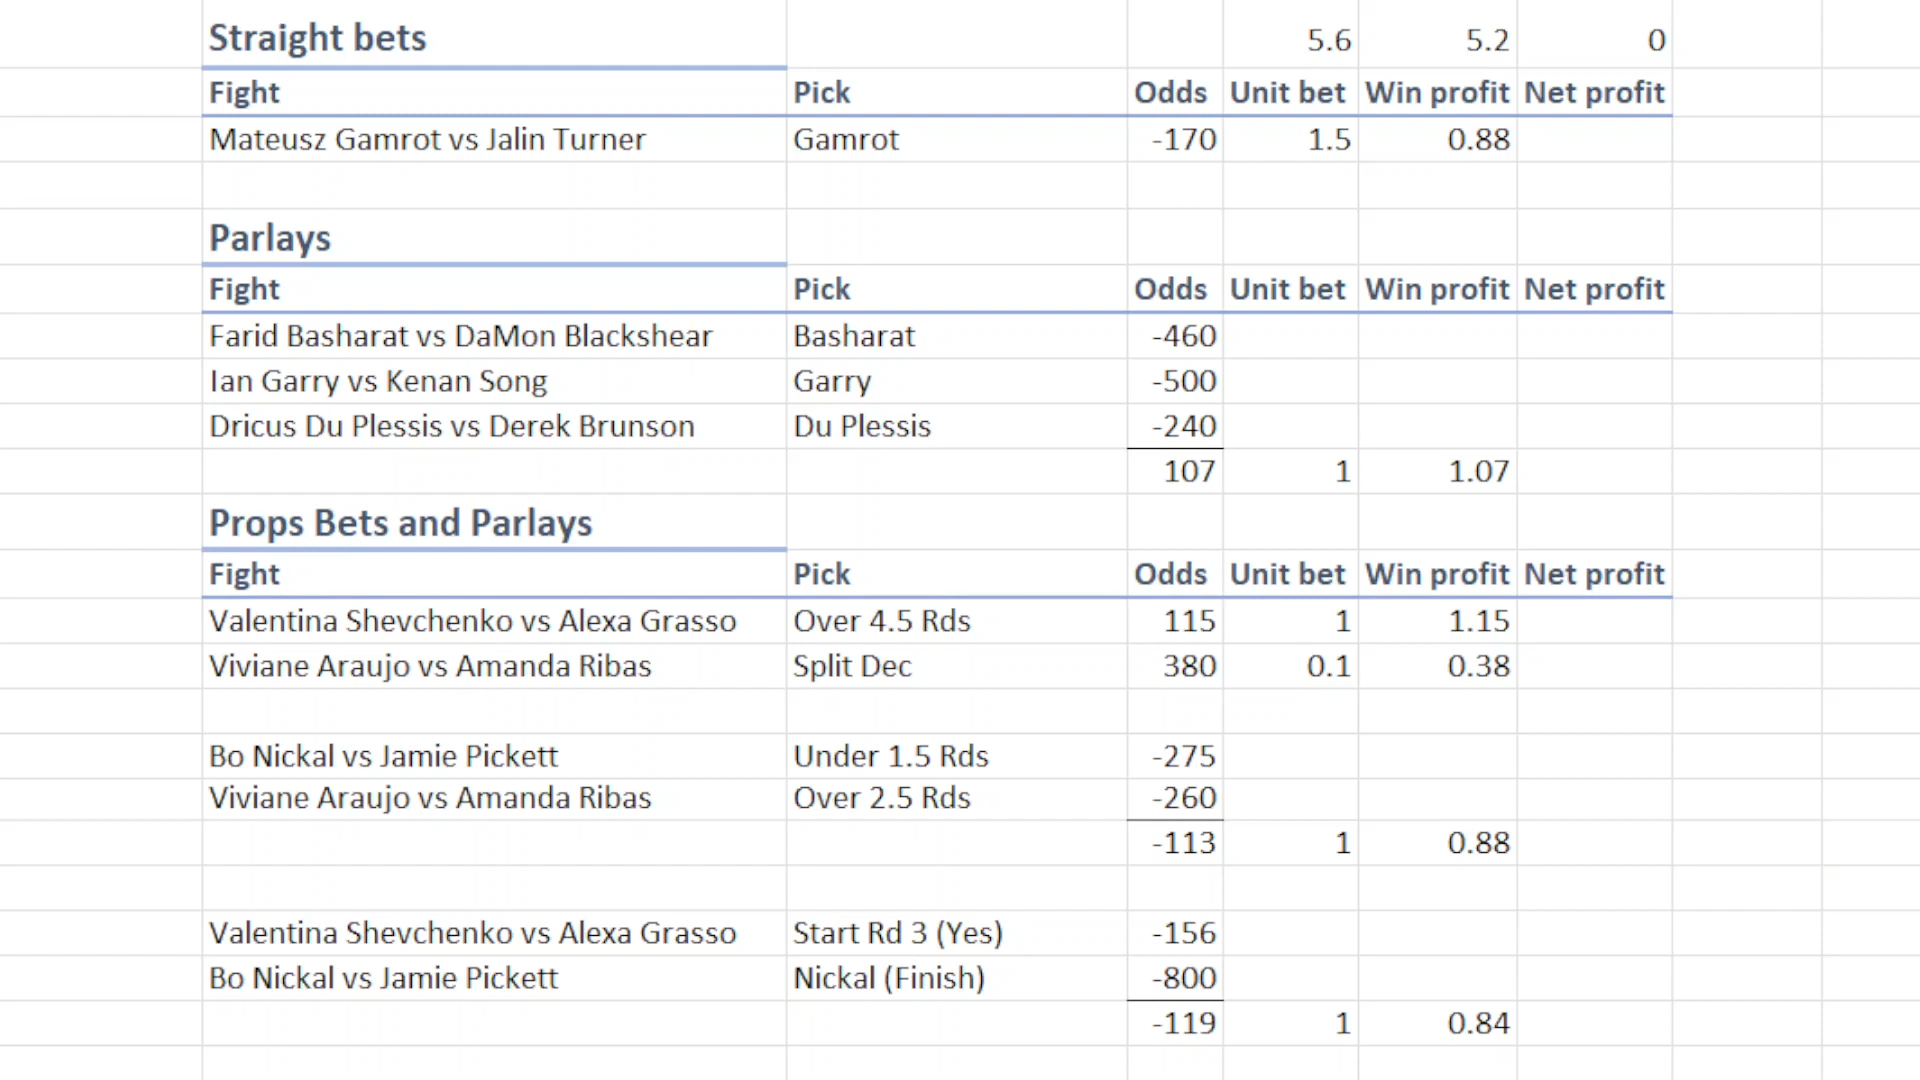 Straight bets 5.6 5.2 0
Fight Pick Odds Unit bet Win profit Net profit
Mateusz Gamrot vs Jalin Turner Gamrot -170 1.5 0.88
Parlays
Fight Pick Odds Unit bet Win profit Net profit
Farid Basharat vs DaMon Blackshear Basharat -460
Ian Garry vs Kenan Song Garry -500
Dricus Du Plessis vs Derek Brunson Du Plessis -240
107 1 1.07
Props Bets and Parlays
Fight Pick Odds Unit bet Win profit Net profit
Valentina Shevchenko vs Alexa Grasso Over 4.5 Rds 115 1 1.15
Viviane Araujo vs Amanda Ribas Split Dec 380 0.1 0.38
Bo Nickal vs Jamie Pickett Under 1.5 Rds -275
Viviane Araujo vs Amanda Ribas Over 2.5 Rds -260
-113 1 0.88
Valentina Shevchenko vs Alexa Grasso Start Rd 3 (Yes) -156
Bo Nickal vs Jamie Pickett Nickal (Finish) -800
-119 1 0.84